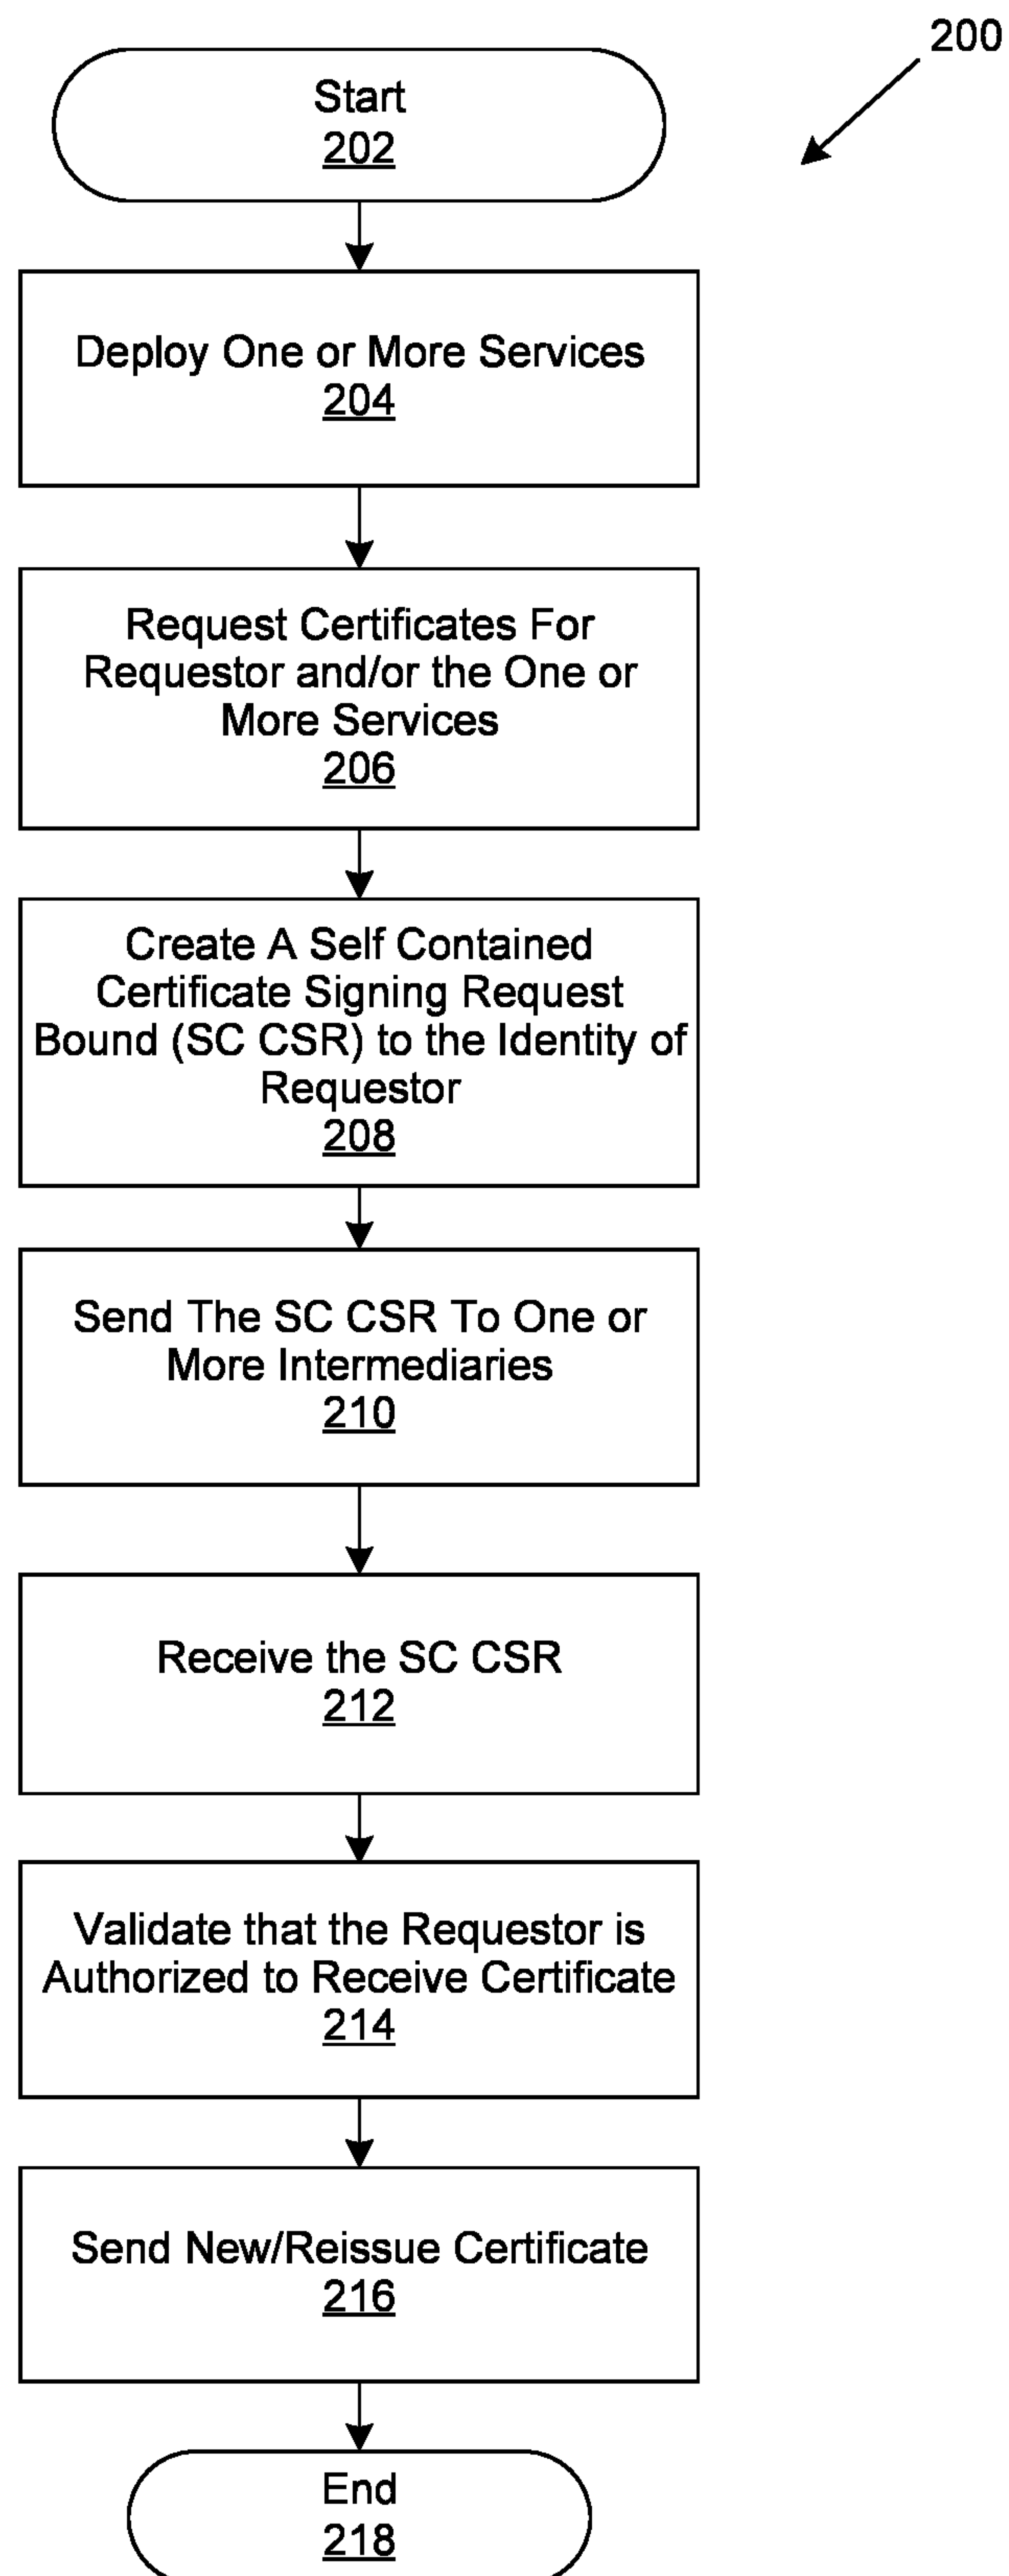 200
Start
202
Deploy One or More Services
204
Request Certificates For
Requestor and/or the One or
More Services
206
Create A Self Contained
Certificate Signing Request
Bound (SC CSR) to the Identity of
Requestor
208
Send The SC CSR To One or
More Intermediaries
210
Receive the SC CSR
212
Validate that the Requestor is
Authorized to Receive Certificate
214
Send New/Reissue Certificate
216
End
218